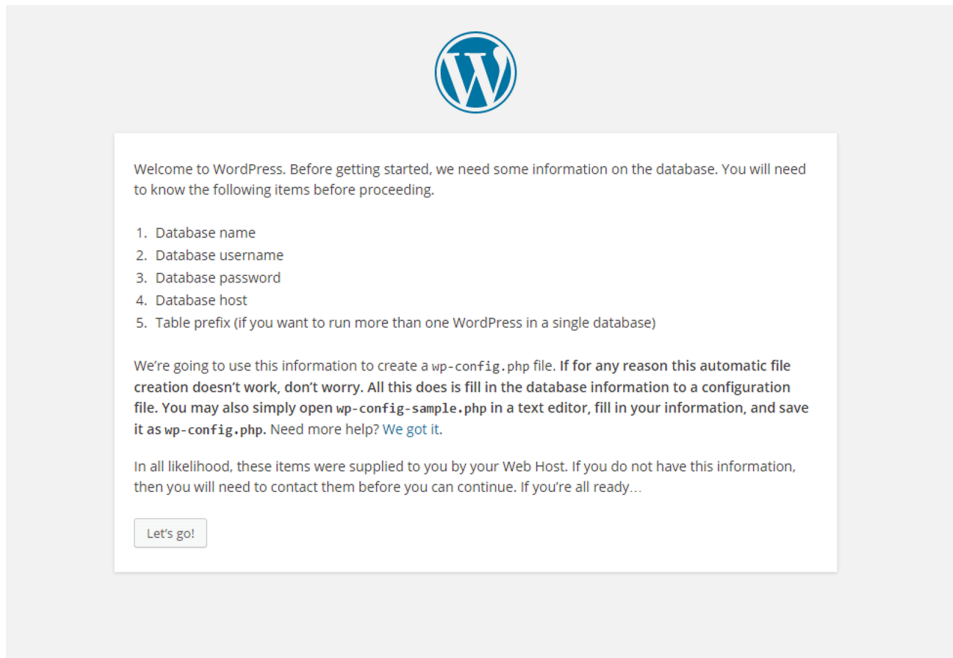 Welcome to WordPress. Before getting started, we need some information on the database. You will need
to know the following items before proceeding.
1. Database name
2. Database username
3. Database password
4. Database host
5. Table prefix (if you want to run more than one WordPress in a single database)
We’re going to use this information to create a wp-config.php file. If for any reason this automatic file
creation doesn’t work, don’t worry. All this does is fill in the database information to a configuration
file. You may also simply open wp-config-sample.php in a text editor, fill in your information, and save
it as wp-config.php. Need more help? We got it.
In all likelihood, these items were supplied to you by your Web Host. If you do not have this information,
then you will need to contact them before you can continue. If you’re all ready…
Let’s go!